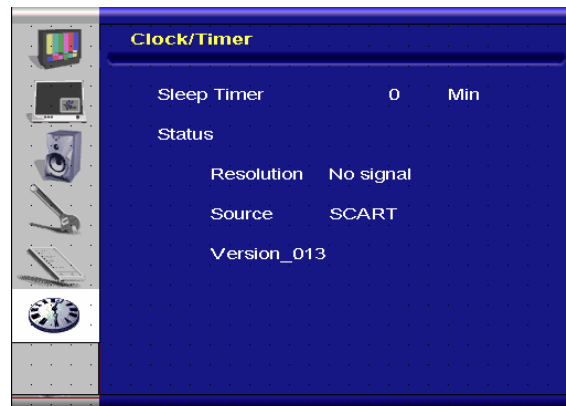 Clock/Timer
Sleep Timer 0 Min
Status
Resolution No signal
Source SCART
Version_013